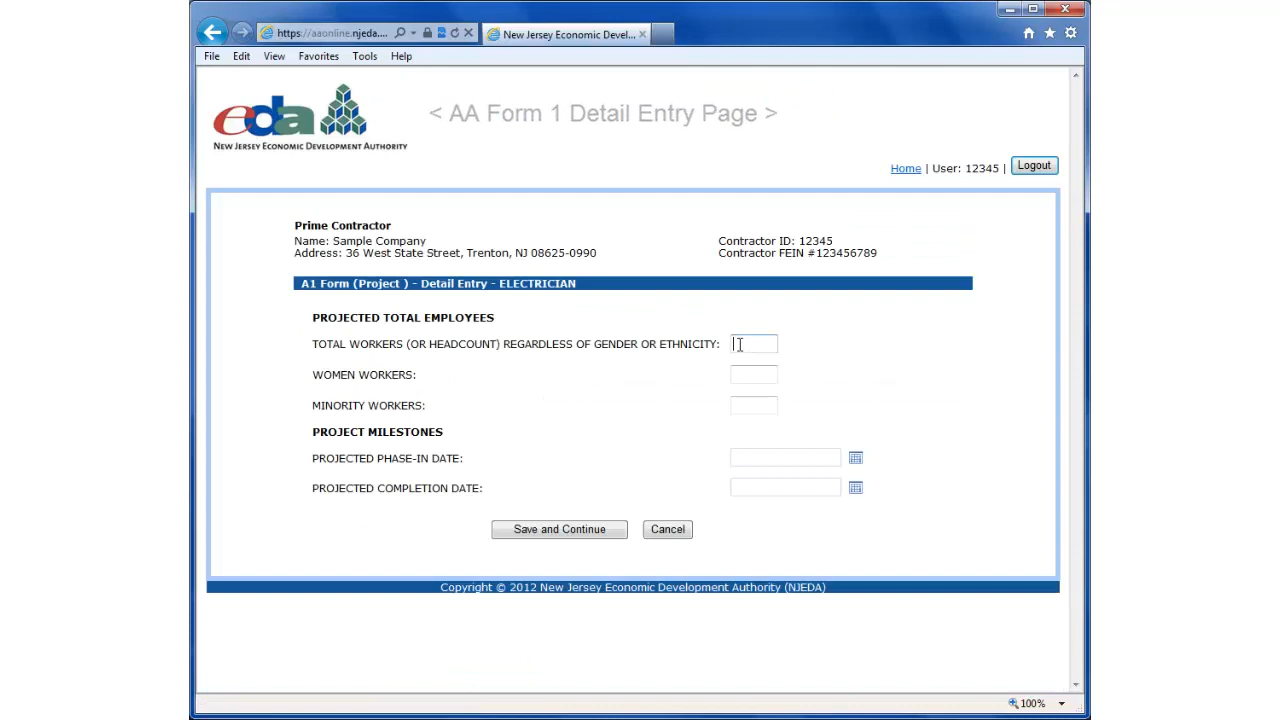 https://aaonline.njeda....
New Jersey Economic Devel...
File Edit View Favorites Tools Help
eda
NEW JERSEY ECONOMIC DEVELOPMENT AUTHORITY
< AA Form 1 Detail Entry Page >
Home | User: 12345 | Logout
Prime Contractor
Name: Sample Company
Contractor ID: 12345
Address: 36 West State Street, Trenton, NJ 08625-0990
Contractor FEIN #123456789
A1 Form (Project ) - Detail Entry - ELECTRICIAN
PROJECTED TOTAL EMPLOYEES
TOTAL WORKERS (OR HEADCOUNT) REGARDLESS OF GENDER OR ETHNICITY:
WOMEN WORKERS:
MINORITY WORKERS:
PROJECT MILESTONES
PROJECTED PHASE-IN DATE:
PROJECTED COMPLETION DATE:
Save and Continue Cancel
Copyright © 2012 New Jersey Economic Development Authority (NJEDA)
100%